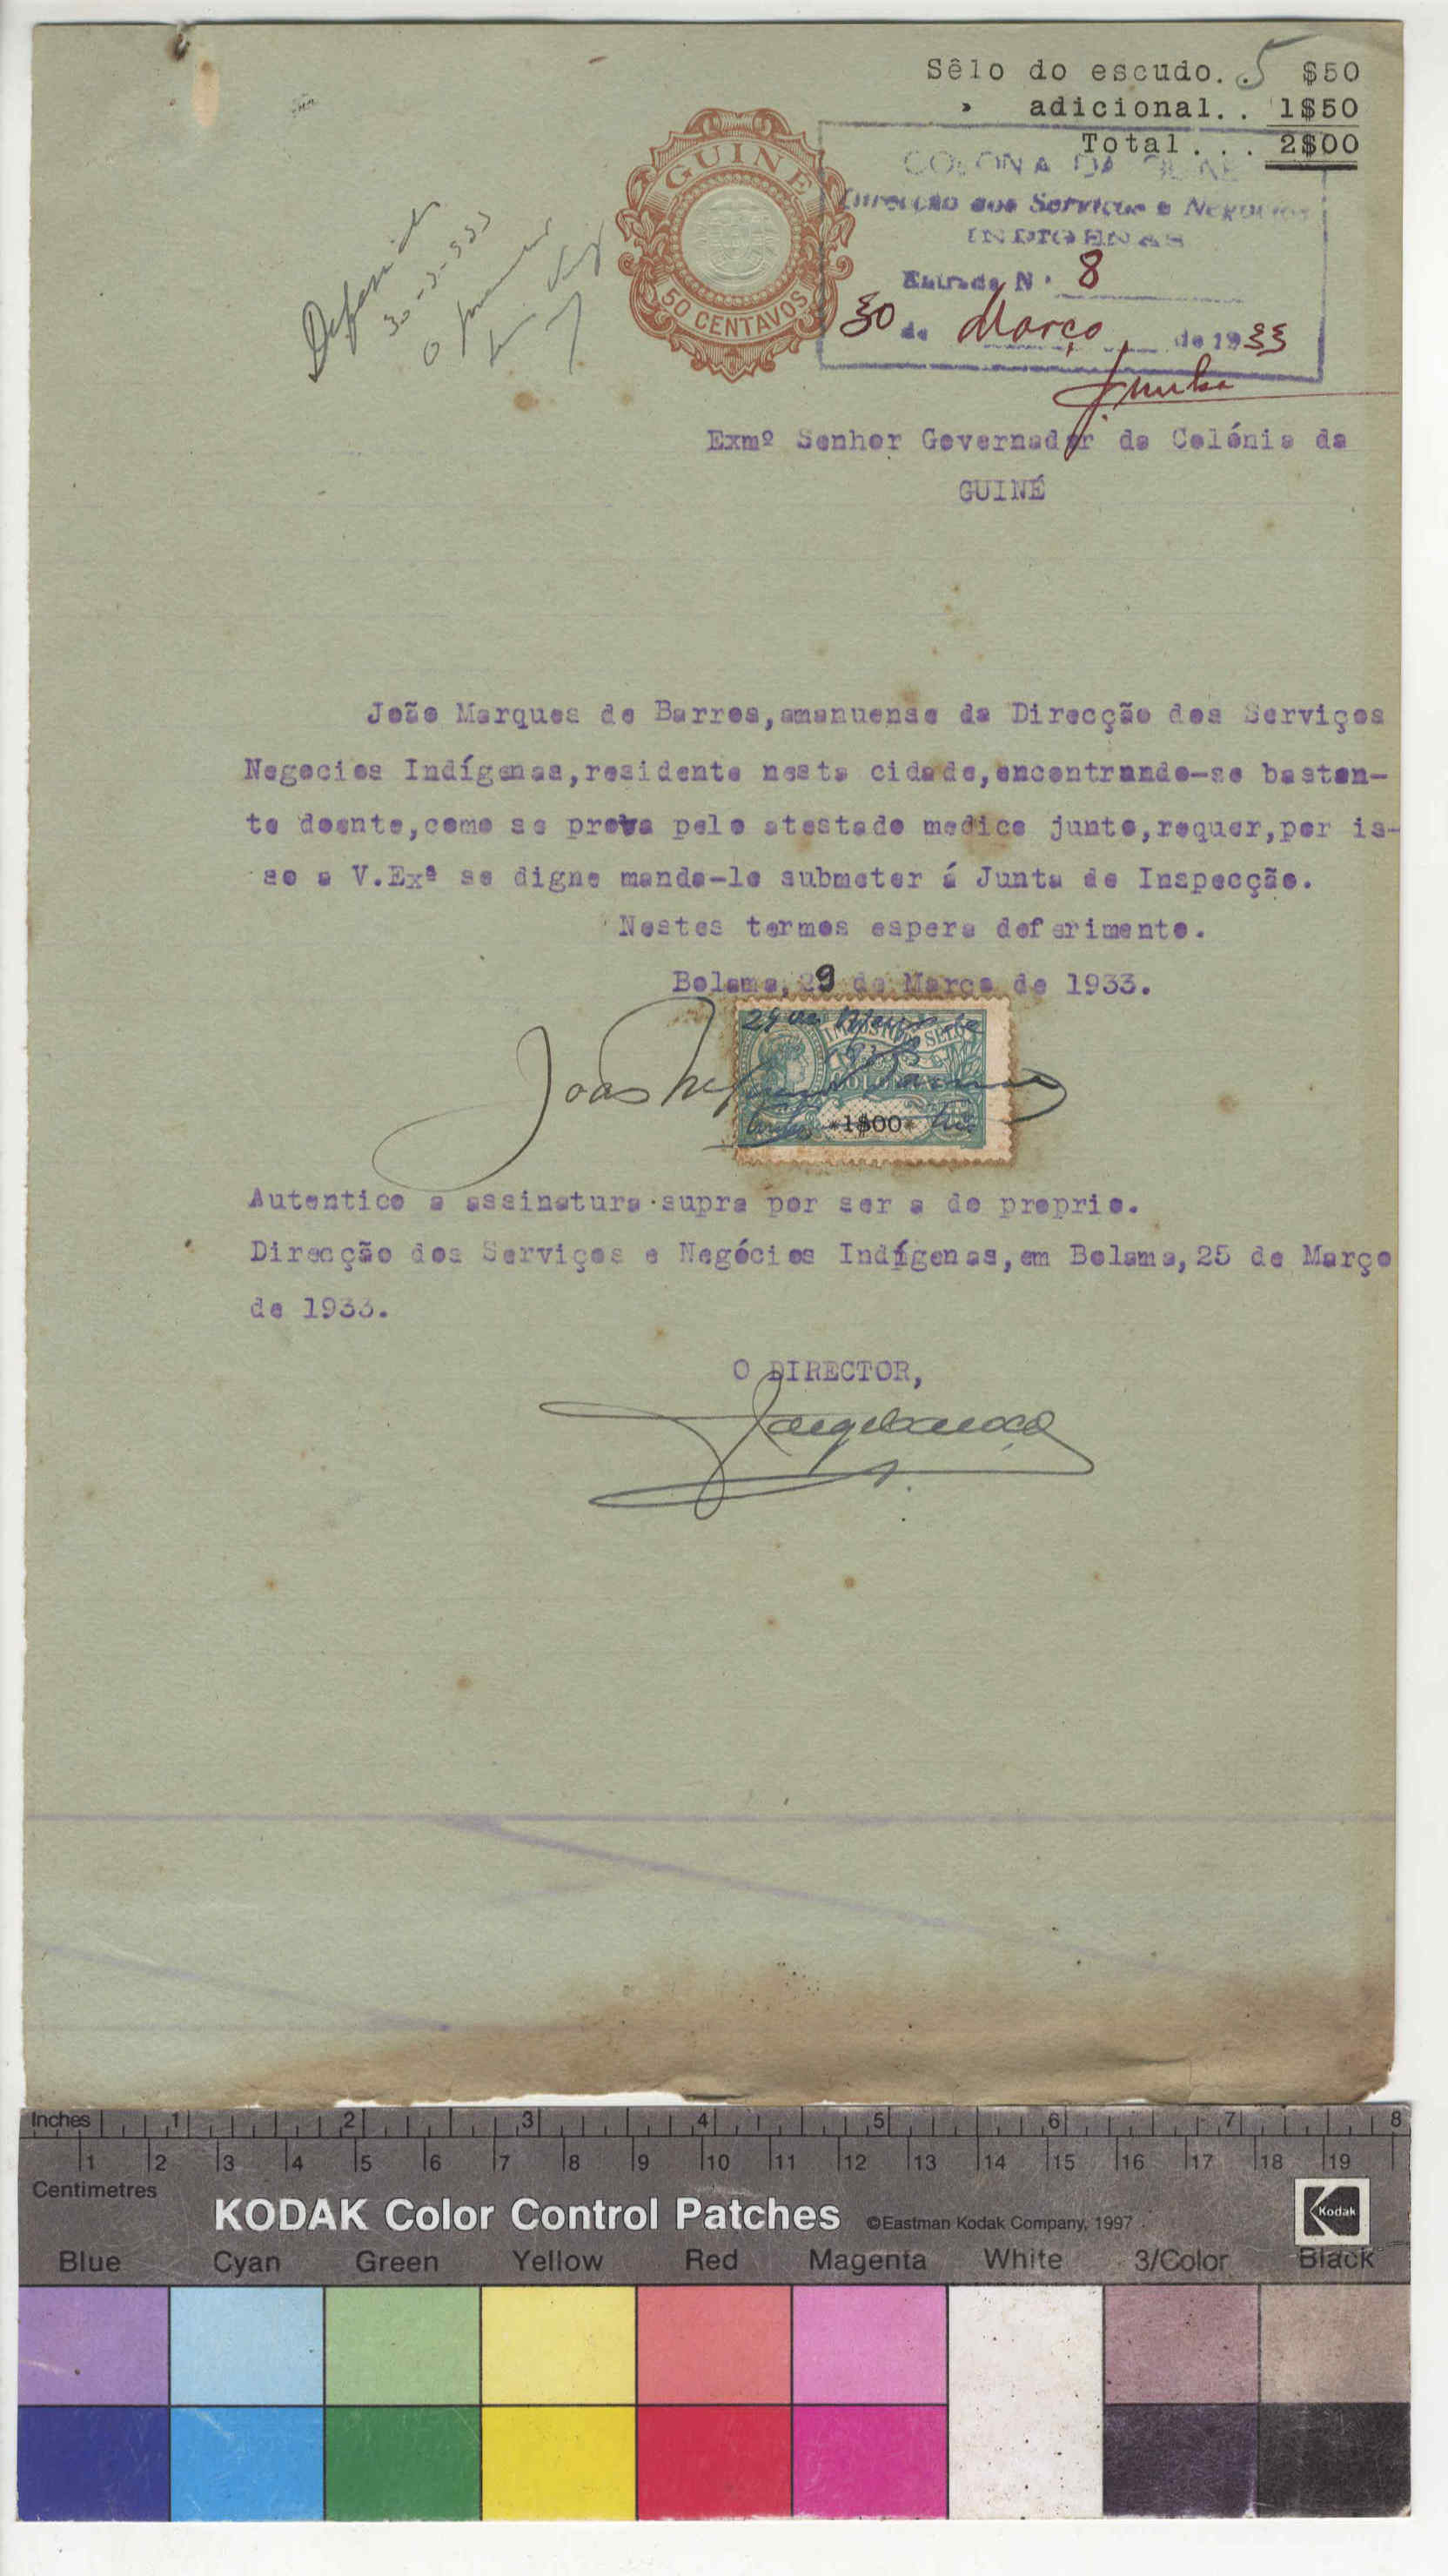 Sêlo do escudo. . $50
5
» adicional. . 1$50
Total . . . 2$00
GUINÉ
50 CENTAVOS
COLONIA DA GUINE
Direcção dos Serviços e Negocios
INDIGENAS
Entrada N.º 8
30 de Março de 1933
Deferido
30-3-933
Exmº Senhor Governador da Colónia da
GUINÉ
João Marques de Barros,amanuense da Direcção dos Serviços
Negocios Indígenas,residente nesta cidade,encontrando-se bastan-
te doente,como se prova pelo atestado medico junto,requer,por is-
so a V.Exª se digne manda-lo submeter á Junta de Inspecção.
Nestes termos espera deferimento.
Bolama,29 de Março de 1933.
João
IMPOSTO DO SELO
1$00
Autentico a assinatura supra por ser a do proprio.
Direcção dos Serviços e Negócios Indígenas,em Bolama,25 de Março
de 1933.
O DIRECTOR,
Inches 1 2 3 4 5 6 7 8
1 2 3 4 5 6 7 8 9 10 11 12 13 14 15 16 17 18 19
Centimetres
KODAK Color Control Patches ©Eastman Kodak Company, 1997 Kodak
Blue Cyan Green Yellow Red Magenta White 3/Color Black